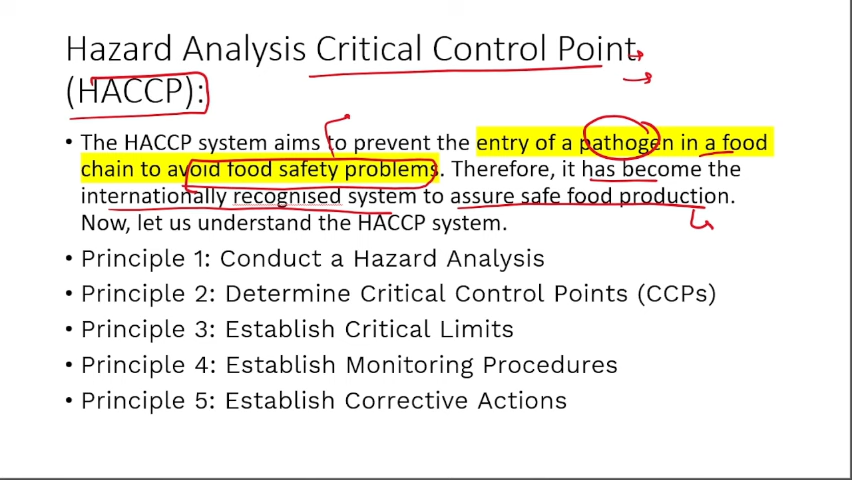 Hazard Analysis Critical Control Point
(HACCP):
• The HACCP system aims to prevent the entry of a pathogen in a food
chain to avoid food safety problems. Therefore, it has become the
internationally recognised system to assure safe food production.
Now, let us understand the HACCP system.
• Principle 1: Conduct a Hazard Analysis
• Principle 2: Determine Critical Control Points (CCPs)
• Principle 3: Establish Critical Limits
• Principle 4: Establish Monitoring Procedures
• Principle 5: Establish Corrective Actions